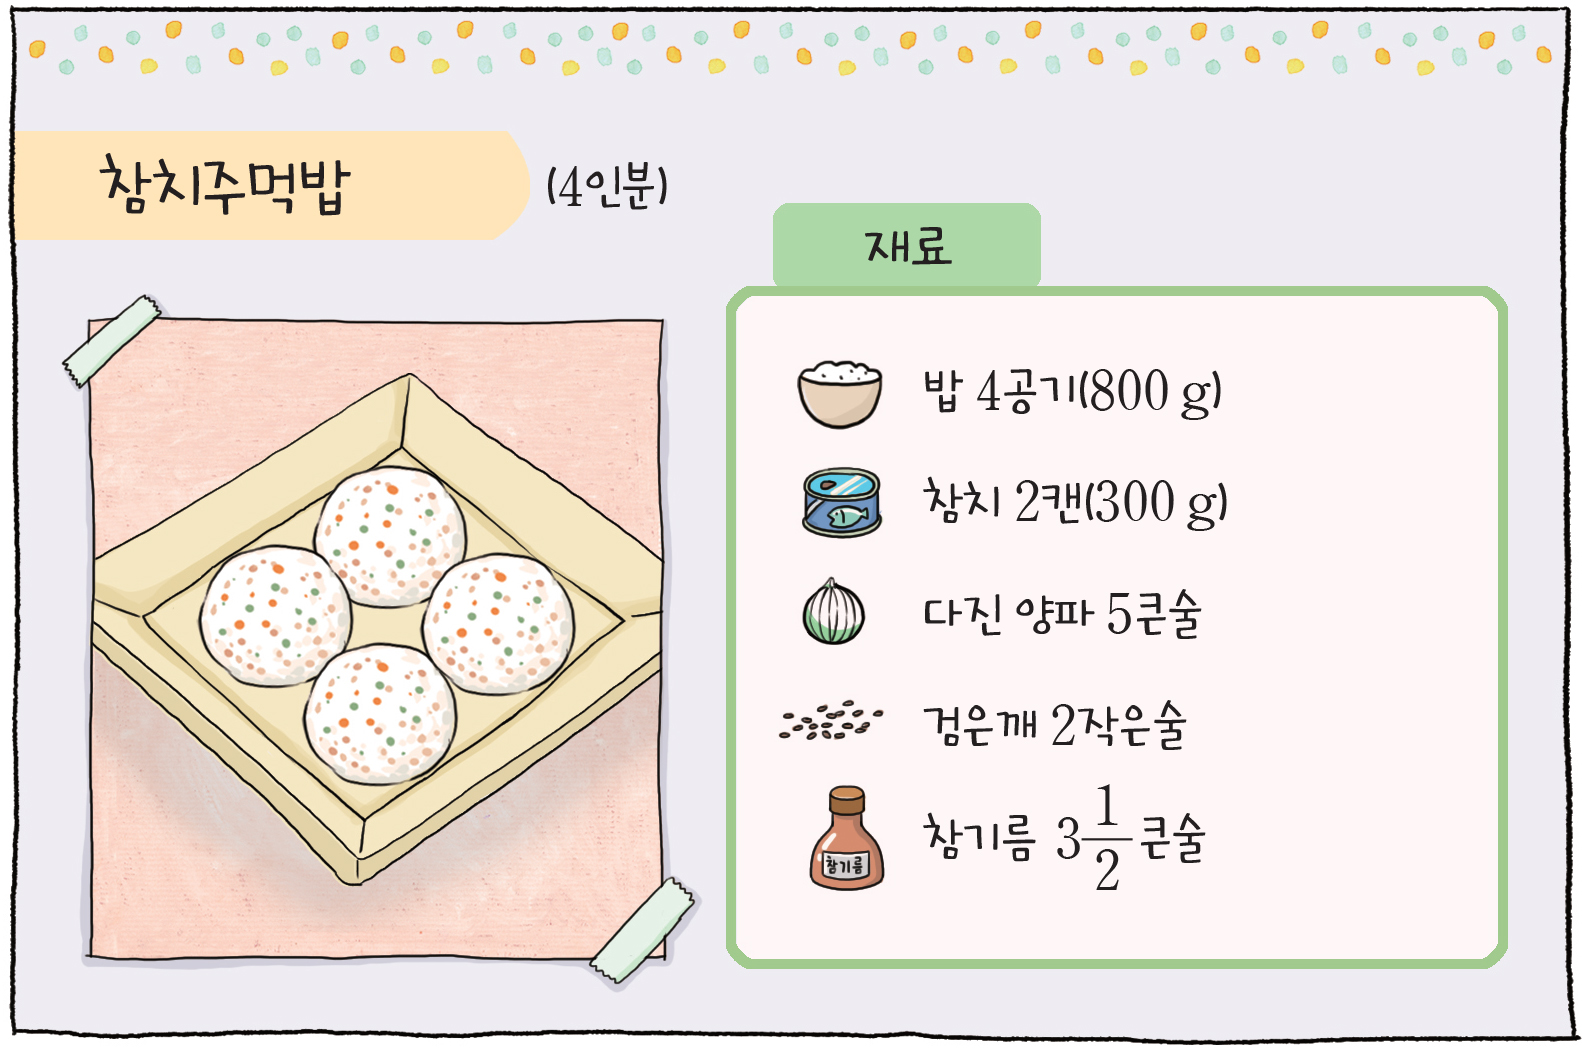 참치주먹밥 (4인분)
재료
밥 4공기(800 g)
참치 2캔(300 g)
다진 양파 5큰술
검은깨 2작은술
참기름 3 1/2 큰술
참기름